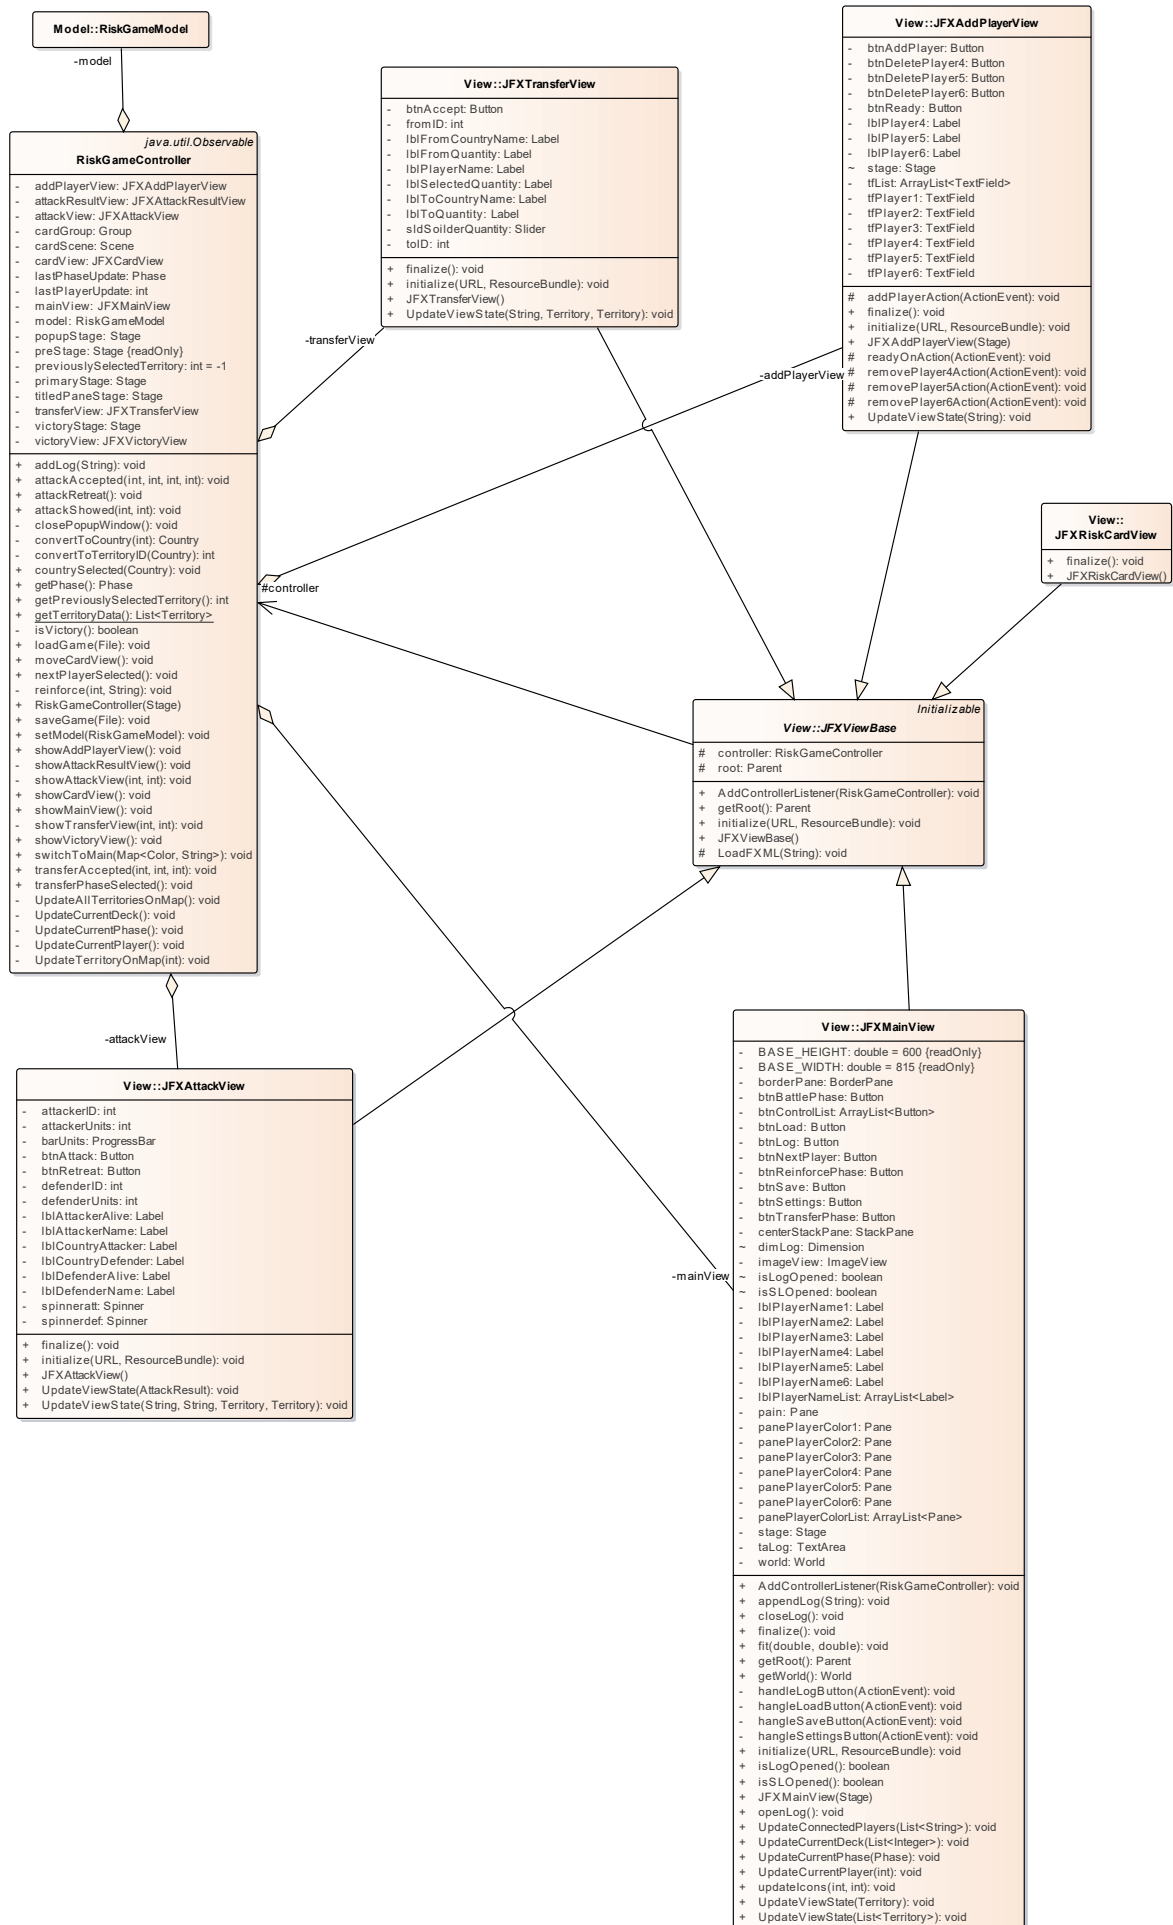 Model::RiskGameModel
-model
java.util.Observable
RiskGameController
- addPlayerView: JFXAddPlayerView
- attackResultView: JFXAttackResultView
- attackView: JFXAttackView
- cardGroup: Group
- cardScene: Scene
- cardView: JFXCardView
- lastPhaseUpdate: Phase
- lastPlayerUpdate: int
- mainView: JFXMainView
- model: RiskGameModel
- popupStage: Stage
- preStage: Stage {readOnly}
- previouslySelectedTerritory: int = -1
- primaryStage: Stage
- titledPaneStage: Stage
- transferView: JFXTransferView
- victoryStage: Stage
- victoryView: JFXVictoryView
+ addLog(String): void
+ attackAccepted(int, int, int, int): void
+ attackRetreat(): void
+ attackShowed(int, int): void
- closePopupWindow(): void
- convertToCountry(int): Country
- convertToTerritoryID(Country): int
+ countrySelected(Country): void
+ getPhase(): Phase
+ getPreviouslySelectedTerritory(): int
+ getTerritoryData(): List<Territory>
- isVictory(): boolean
+ loadGame(File): void
+ moveCardView(): void
+ nextPlayerSelected(): void
- reinforce(int, String): void
+ RiskGameController(Stage)
+ saveGame(File): void
+ setModel(RiskGameModel): void
+ showAddPlayerView(): void
- showAttackResultView(): void
- showAttackView(int, int): void
+ showCardView(): void
+ showMainView(): void
- showTransferView(int, int): void
+ showVictoryView(): void
+ switchToMain(Map<Color, String>): void
+ transferAccepted(int, int, int): void
+ transferPhaseSelected(): void
- UpdateAllTerritoriesOnMap(): void
- UpdateCurrentDeck(): void
- UpdateCurrentPhase(): void
- UpdateCurrentPlayer(): void
- UpdateTerritoryOnMap(int): void
View::JFXTransferView
- btnAccept: Button
- fromID: int
- lblFromCountryName: Label
- lblFromQuantity: Label
- lblPlayerName: Label
- lblSelectedQuantity: Label
- lblToCountryName: Label
- lblToQuantity: Label
- sldSoilderQuantity: Slider
- toID: int
+ finalize(): void
+ initialize(URL, ResourceBundle): void
+ JFXTransferView()
+ UpdateViewState(String, Territory, Territory): void
-transferView
View::JFXAddPlayerView
- btnAddPlayer: Button
- btnDeletePlayer4: Button
- btnDeletePlayer5: Button
- btnDeletePlayer6: Button
- btnReady: Button
- lblPlayer4: Label
- lblPlayer5: Label
- lblPlayer6: Label
~ stage: Stage
- tfList: ArrayList<TextField>
- tfPlayer1: TextField
- tfPlayer2: TextField
- tfPlayer3: TextField
- tfPlayer4: TextField
- tfPlayer5: TextField
- tfPlayer6: TextField
# addPlayerAction(ActionEvent): void
+ finalize(): void
+ initialize(URL, ResourceBundle): void
+ JFXAddPlayerView(Stage)
# readyOnAction(ActionEvent): void
# removePlayer4Action(ActionEvent): void
# removePlayer5Action(ActionEvent): void
# removePlayer6Action(ActionEvent): void
+ UpdateViewState(String): void
-addPlayerView
View::
JFXRiskCardView
+ finalize(): void
+ JFXRiskCardView()
#controller
Initializable
View::JFXViewBase
# controller: RiskGameController
# root: Parent
+ AddControllerListener(RiskGameController): void
+ getRoot(): Parent
+ initialize(URL, ResourceBundle): void
+ JFXViewBase()
# LoadFXML(String): void
-attackView
View::JFXAttackView
- attackerID: int
- attackerUnits: int
- barUnits: ProgressBar
- btnAttack: Button
- btnRetreat: Button
- defenderID: int
- defenderUnits: int
- lblAttackerAlive: Label
- lblAttackerName: Label
- lblCountryAttacker: Label
- lblCountryDefender: Label
- lblDefenderAlive: Label
- lblDefenderName: Label
- spinneratt: Spinner
- spinnerdef: Spinner
+ finalize(): void
+ initialize(URL, ResourceBundle): void
+ JFXAttackView()
+ UpdateViewState(AttackResult): void
+ UpdateViewState(String, String, Territory, Territory): void
-mainView
View::JFXMainView
- BASE_HEIGHT: double = 600 {readOnly}
- BASE_WIDTH: double = 815 {readOnly}
- borderPane: BorderPane
- btnBattlePhase: Button
- btnControlList: ArrayList<Button>
- btnLoad: Button
- btnLog: Button
- btnNextPlayer: Button
- btnReinforcePhase: Button
- btnSave: Button
- btnSettings: Button
- btnTransferPhase: Button
- centerStackPane: StackPane
~ dimLog: Dimension
- imageView: ImageView
~ isLogOpened: boolean
~ isSLOpened: boolean
- lblPlayerName1: Label
- lblPlayerName2: Label
- lblPlayerName3: Label
- lblPlayerName4: Label
- lblPlayerName5: Label
- lblPlayerName6: Label
- lblPlayerNameList: ArrayList<Label>
- pain: Pane
- panePlayerColor1: Pane
- panePlayerColor2: Pane
- panePlayerColor3: Pane
- panePlayerColor4: Pane
- panePlayerColor5: Pane
- panePlayerColor6: Pane
- panePlayerColorList: ArrayList<Pane>
- stage: Stage
- taLog: TextArea
- world: World
+ AddControllerListener(RiskGameController): void
+ appendLog(String): void
+ closeLog(): void
+ finalize(): void
+ fit(double, double): void
+ getRoot(): Parent
+ getWorld(): World
- handleLogButton(ActionEvent): void
- hangleLoadButton(ActionEvent): void
- hangleSaveButton(ActionEvent): void
- hangleSettingsButton(ActionEvent): void
+ initialize(URL, ResourceBundle): void
+ isLogOpened(): boolean
+ isSLOpened(): boolean
+ JFXMainView(Stage)
+ openLog(): void
+ UpdateConnectedPlayers(List<String>): void
+ UpdateCurrentDeck(List<Integer>): void
+ UpdateCurrentPhase(Phase): void
+ UpdateCurrentPlayer(int): void
+ updateIcons(int, int): void
+ UpdateViewState(Territory): void
+ UpdateViewState(List<Territory>): void